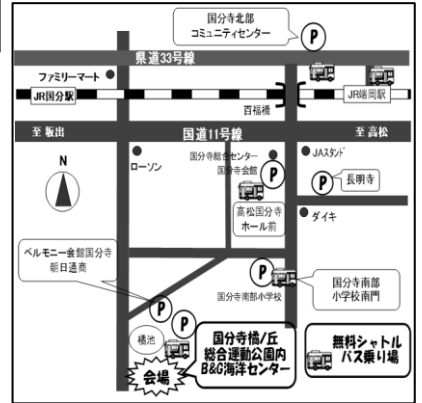 国分寺北部
コミュニティセンター
P
県道33号線
ファミリーマート
JR国分駅
JR端岡駅
百福橋
至 坂出
国道11号線
至 高松
N
ローソン
国分寺総合センター
国分寺会館
P
JAスタンド
P
長明寺
高松国分寺
ホール前
ダイキ
ベルモニー会館国分寺
朝日通商
P
国分寺南部小学校
国分寺南部
小学校南門
P
P
橘池
会場
国分寺橘ノ丘
総合運動公園内
B&G海洋センター
無料シャトル
バス乗り場